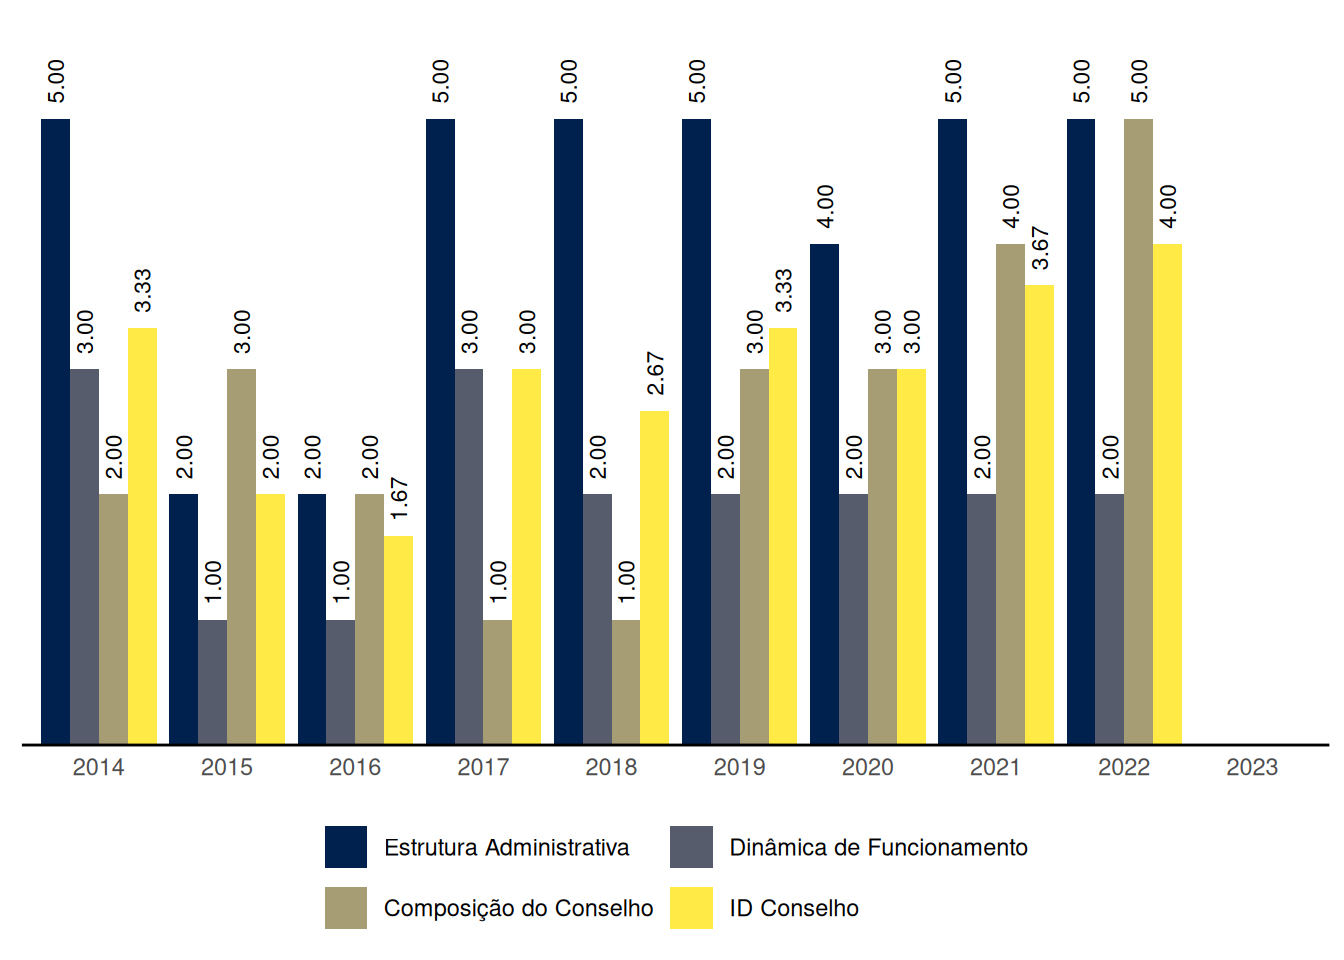 5.00 5.00 5.00 5.00 5.00 5.00 5.00
4.00 4.00 4.00
3.67
3.33 3.33
3.00 3.00 3.00 3.00 3.00 3.00 3.00
2.67
2.00 2.00 2.00 2.00 2.00 2.00 2.00 2.00 2.00 2.00
1.67
1.00 1.00 1.00 1.00
2014 2015 2016 2017 2018 2019 2020 2021 2022 2023
Estrutura Administrativa Dinâmica de Funcionamento
Composição do Conselho ID Conselho